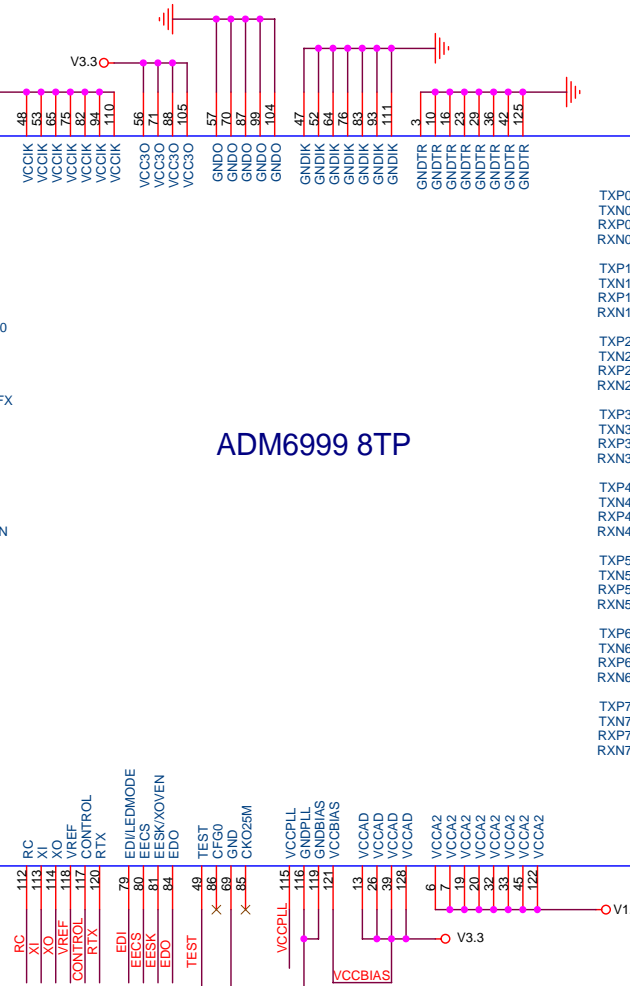 V3.3
48 53 65 75 82 94 110 56 71 88 105 57 70 87 99 104 47 52 64 76 83 93 111 3 10 16 23 29 36 42 125
VCCIK VCCIK VCCIK VCCIK VCCIK VCCIK VCCIK VCC3O VCC3O VCC3O VCC3O GNDO GNDO GNDO GNDO GNDO GNDIK GNDIK GNDIK GNDIK GNDIK GNDIK GNDIK GNDTR GNDTR GNDTR GNDTR GNDTR GNDTR GNDTR GNDTR
TXP0
TXN0
RXP0
RXN0
TXP1
TXN1
RXP1
RXN1
0
TXP2
TXN2
RXP2
RXN2
FX
TXP3
TXN3
RXP3
RXN3
ADM6999 8TP
TXP4
TXN4
RXP4
RXN4
N
TXP5
TXN5
RXP5
RXN5
TXP6
TXN6
RXP6
RXN6
TXP7
TXN7
RXP7
RXN7
RC XI XO VREF CONTROL RTX EDI/LEDMODE EECS EESK/XOVEN EDO TEST CFG0 GND CKO25M VCCPLL GNDPLL GNDBIAS VCCBIAS VCCAD VCCAD VCCAD VCCAD VCCA2 VCCA2 VCCA2 VCCA2 VCCA2 VCCA2 VCCA2 VCCA2
112 113 114 118 117 120 79 80 81 84 49 86 69 85 115 116 119 121 13 26 39 128 6 7 19 20 32 33 45 122
V1
V3.3
RC XI XO VREF CONTROL RTX EDI EECS EESK EDO TEST VCCPLL
VCCBIAS